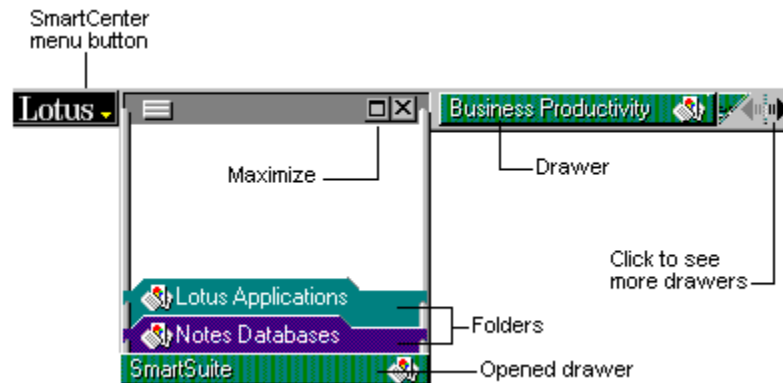 SmartCenter
menu button
Lotus
Business Productivity
Maximize
Drawer
Click to see
more drawers
Lotus Applications
Folders
Notes Databases
SmartSuite
Opened drawer